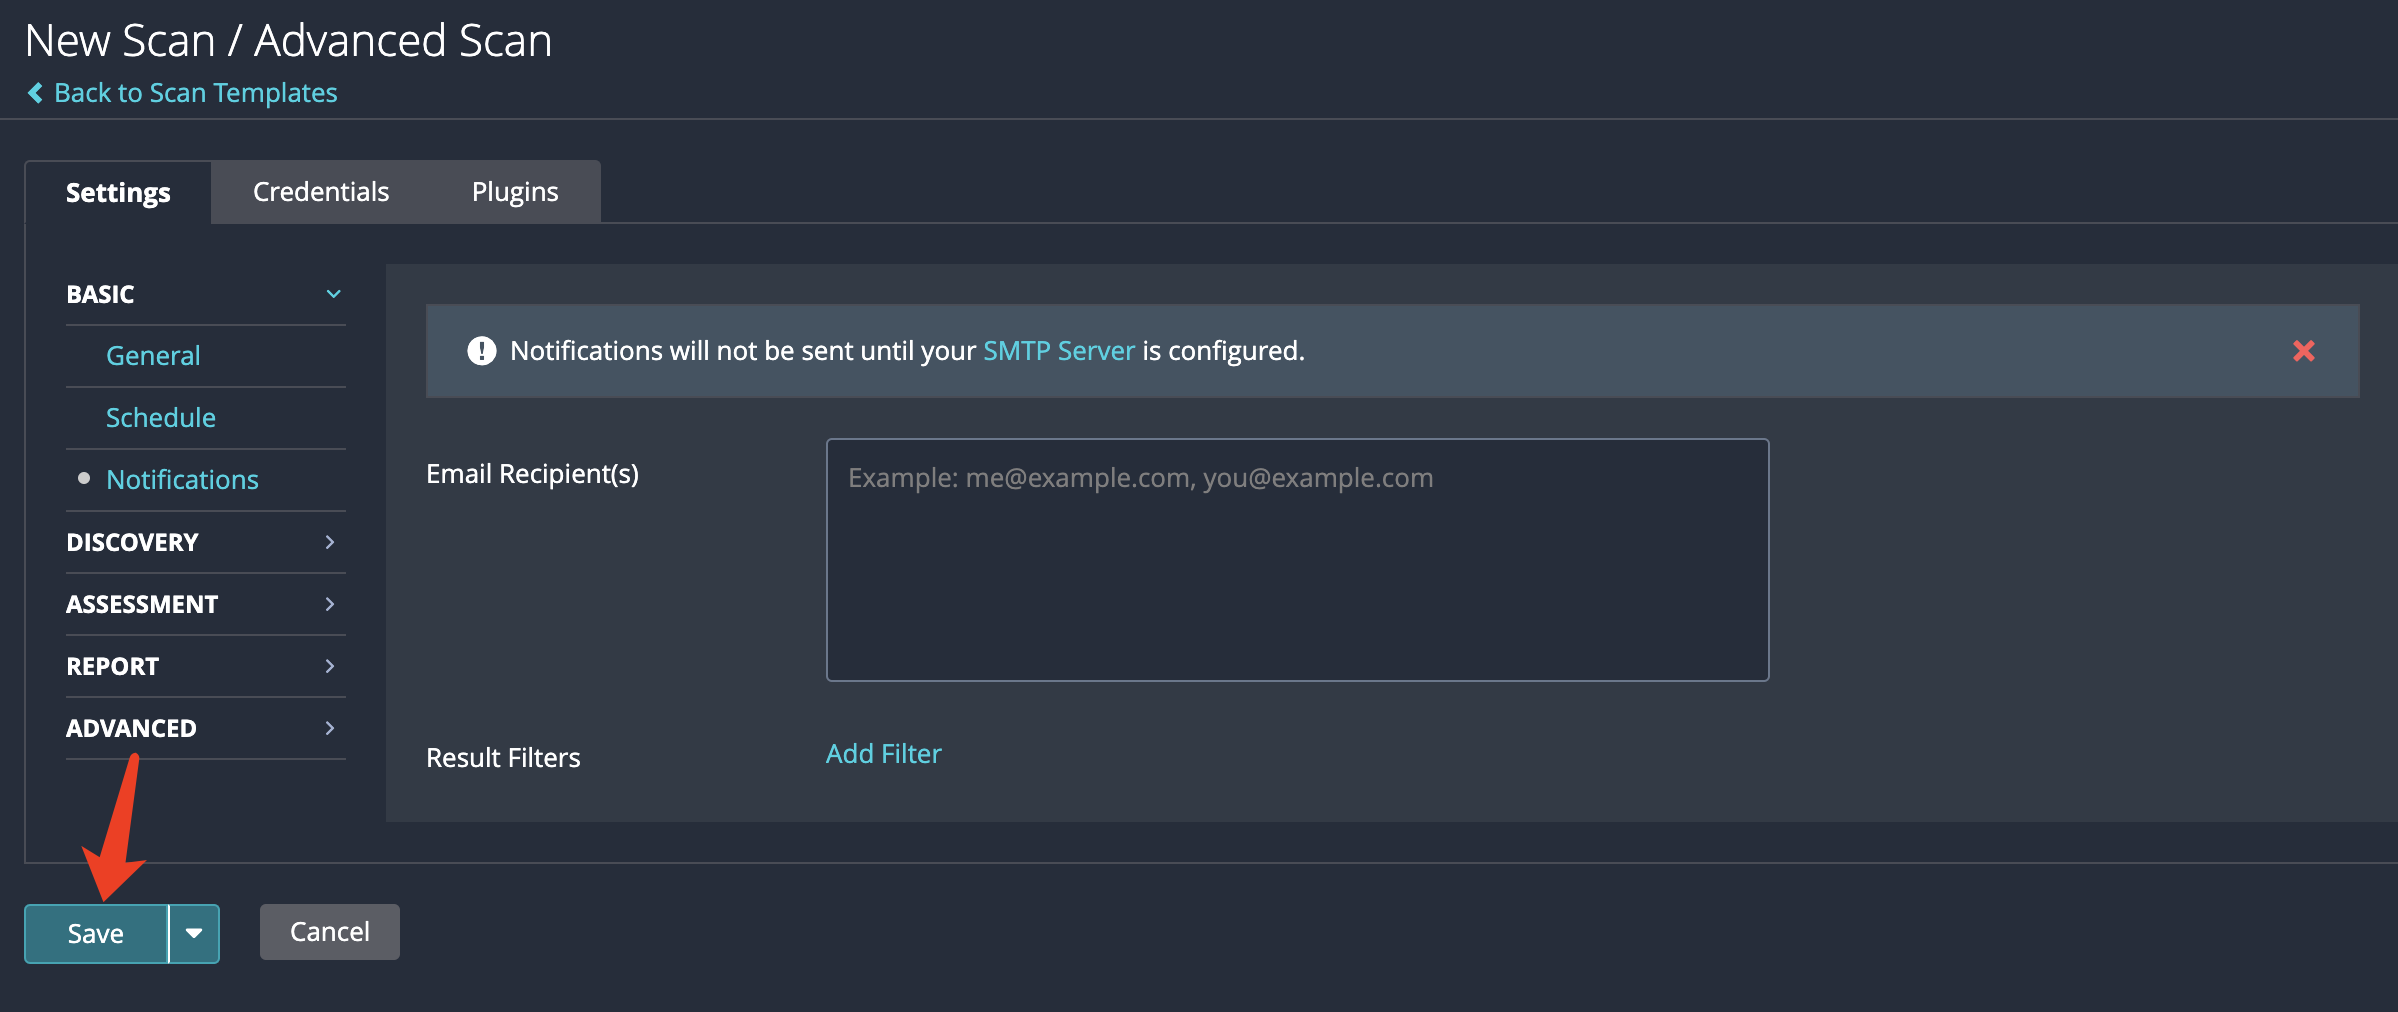 New Scan / Advanced Scan
Back to Scan Templates
Settings
Credentials
Plugins
BASIC
General
Schedule
Notifications
DISCOVERY
ASSESSMENT
REPORT
ADVANCED
Notifications will not be sent until your SMTP Server is configured.
Email Recipient(s)
Example: me@example.com, you@example.com
Result Filters
Add Filter
Save
Cancel